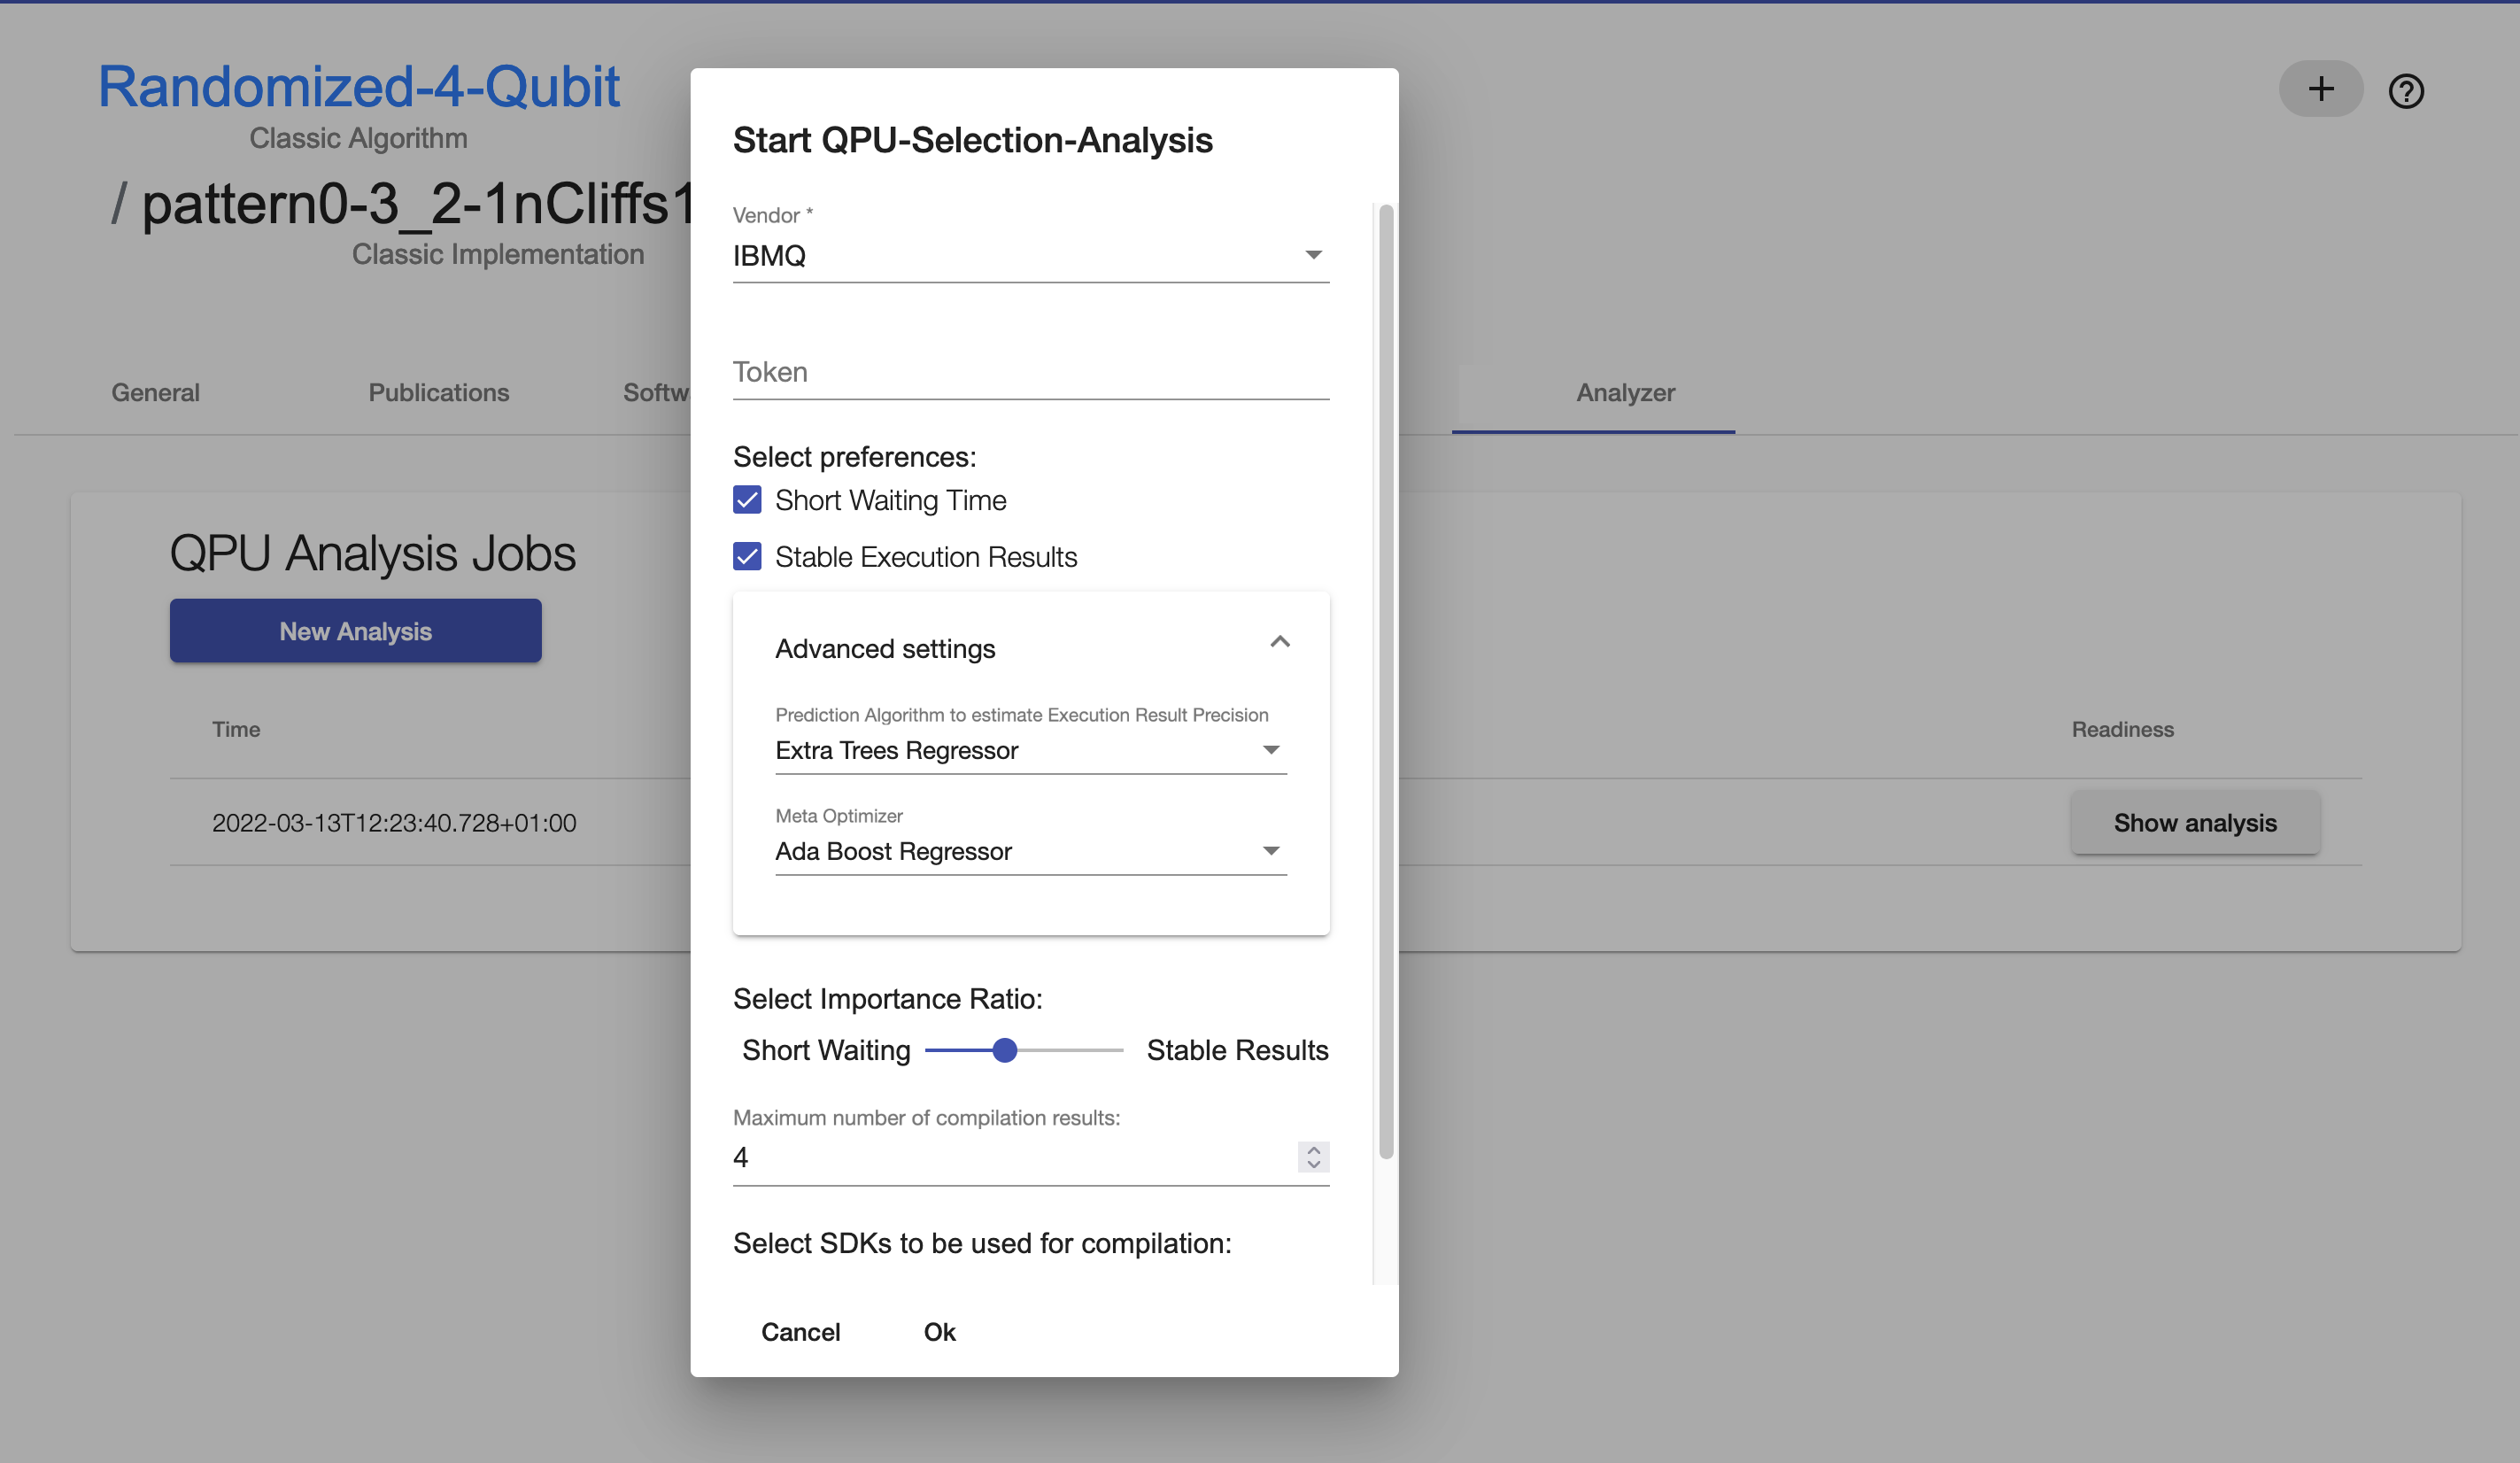 Randomized-4-Qubit
Classic Algorithm
/ pattern0-3_2-1nCliffs1
Classic Implementation
General
Publications
Analyzer
QPU Analysis Jobs
New Analysis
Time
Readiness
2022-03-13T12:23:40.728+01:00
Show analysis
Start QPU-Selection-Analysis
Vendor *
IBMQ
Token
Select preferences:
Short Waiting Time
Stable Execution Results
Advanced settings
Prediction Algorithm to estimate Execution Result Precision
Extra Trees Regressor
Meta Optimizer
Ada Boost Regressor
Select Importance Ratio:
Short Waiting Stable Results
Maximum number of compilation results:
4
Select SDKs to be used for compilation:
Cancel Ok